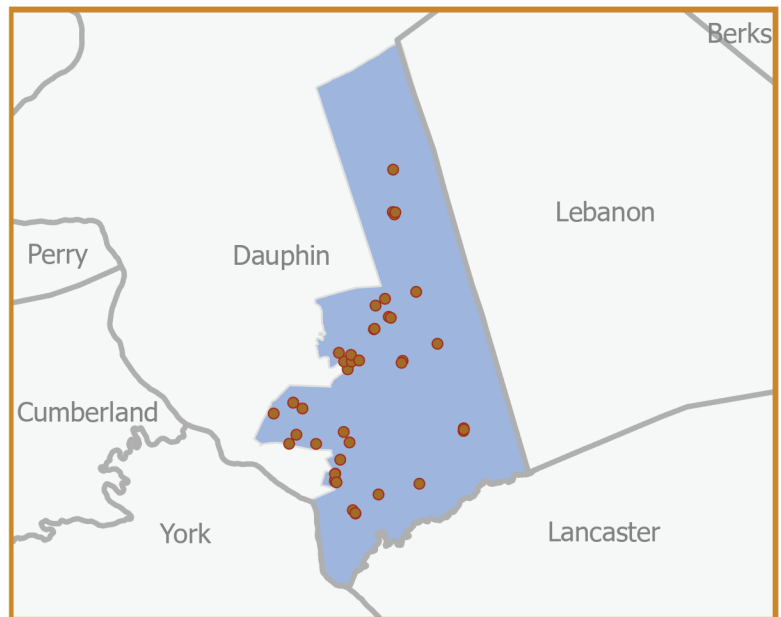 Berks
Lebanon
Perry
Dauphin
Cumberland
York
Lancaster